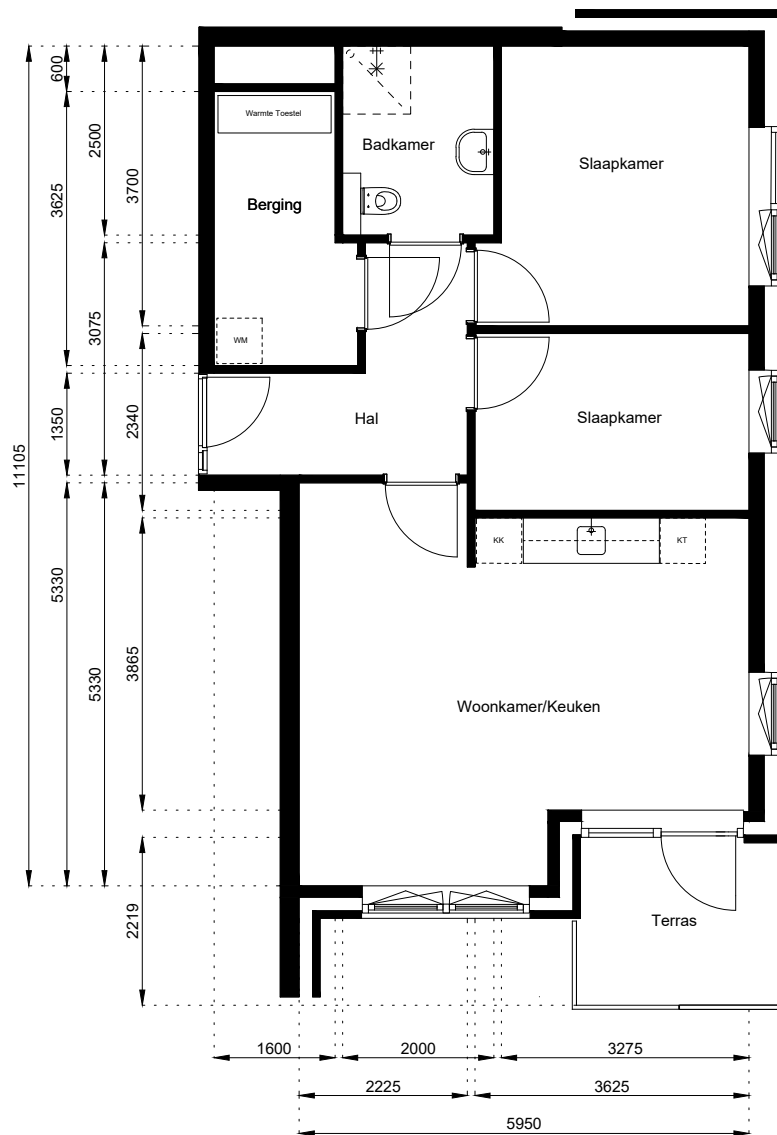 600
2500
3700
3625
Warmte Toestel
Badkamer
Slaapkamer
Berging
3075
WM
1350
2340
11105
Hal
Slaapkamer
KK
KT
5330
5330
3865
Woonkamer/Keuken
2219
Terras
1600
2000
3275
2225
3625
5950